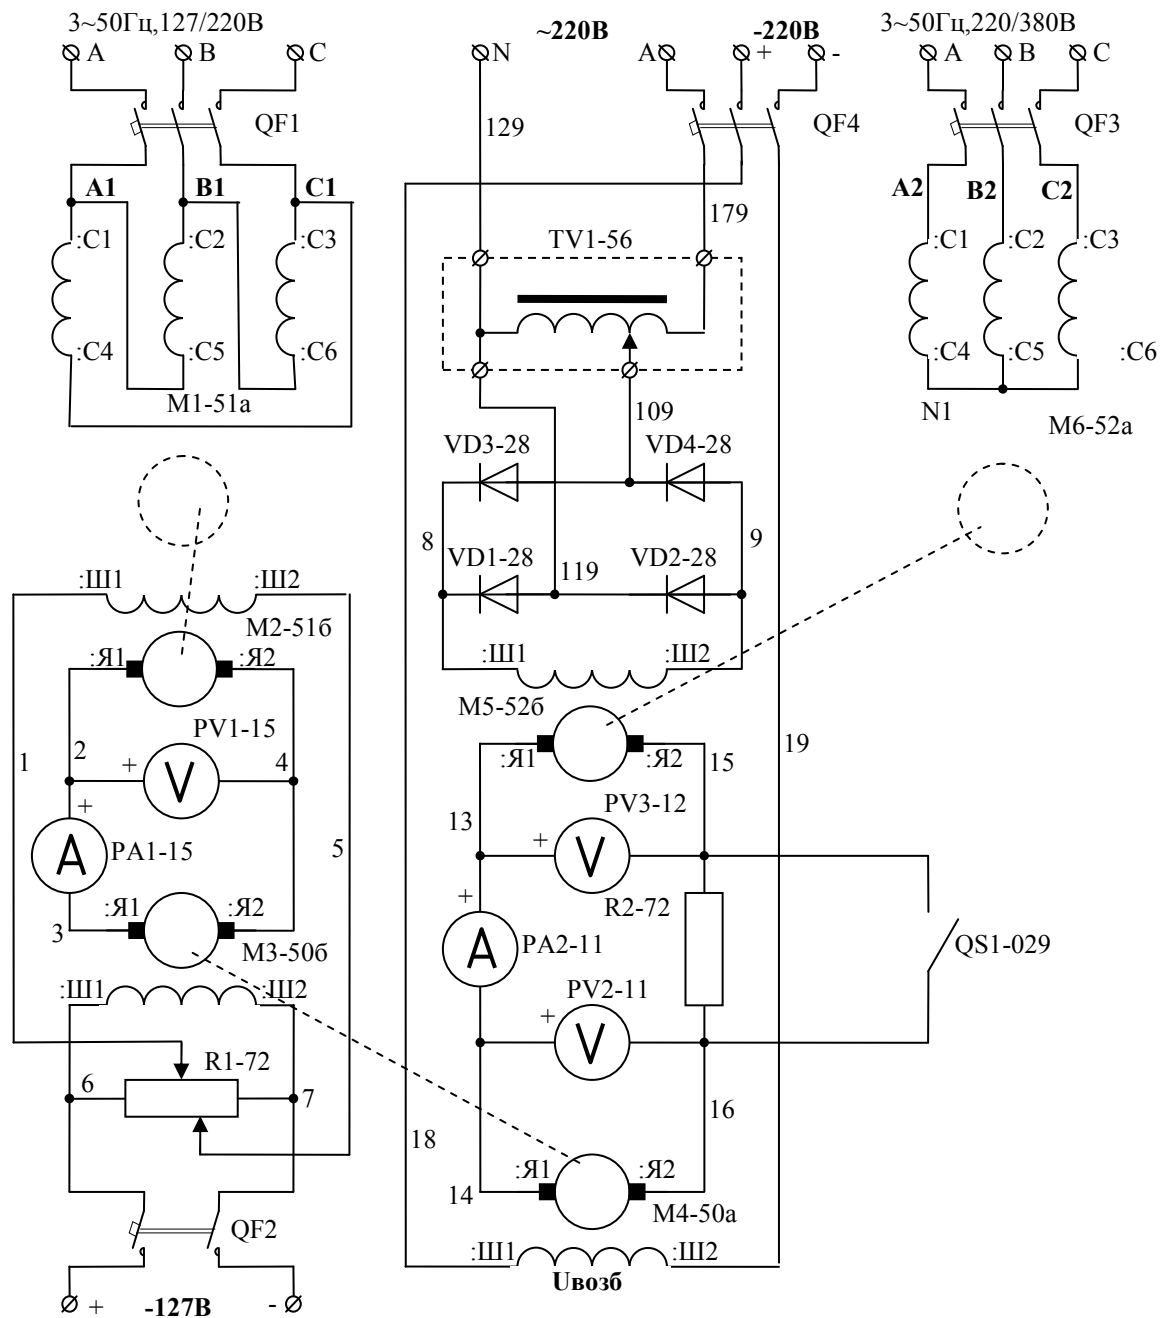 3~50Гц,127/220В
~220В
-220В
3~50Гц,220/380В
A
B
C
N
A
+
-
A
B
C
QF1
129
QF4
QF3
A1
B1
C1
179
A2
B2
C2
:C1
:C2
:C3
TV1-56
:C1
:C2
:C3
:C4
:C5
:C6
:C4
:C5
:C6
M1-51a
109
N1
M6-52a
VD3-28
VD4-28
8
9
VD1-28
119
VD2-28
:Ш1
:Ш2
M2-51б
:Я1
:Я2
:Ш1
:Ш2
M5-52б
1
2
PV1-15
4
+
V
:Я1
:Я2
15
19
+
A
PA1-15
5
13
PV3-12
+
V
:Я1
:Я2
3
M3-50б
+
A
PA2-11
R2-72
QS1-029
:Ш1
:Ш2
PV2-11
+
V
R1-72
6
7
16
18
14
:Я1
:Я2
M4-50a
QF2
:Ш1
:Ш2
Uвозб
+
-127В
-